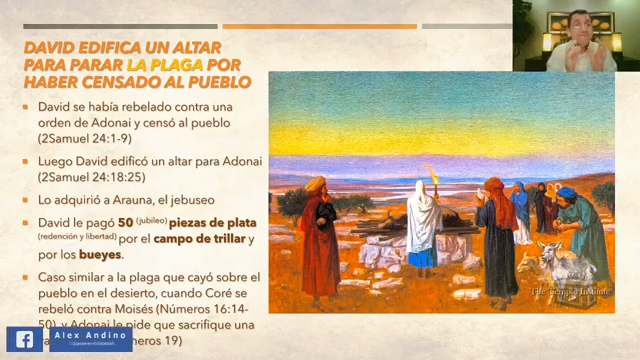 DAVID EDIFICA UN ALTAR
PARA PARAR LA PLAGA POR
HABER CENSADO AL PUEBLO
David se había rebelado contra una
orden de Adonai y censó al pueblo
(2Samuel 24:1-9)
Luego David edificó un altar para Adonai
(2Samuel 24:18:25)
Lo adquirió a Arauna, el jebuseo
David le pagó 50 (jubileo) piezas de plata
(redención y libertad) por el campo de trillar y
por los bueyes.
Caso similar a la plaga que cayó sobre el
pueblo en el desierto, cuando Coré se
rebeló contra Moisés (Números 16:14-
50), y Adonai le pide que sacrifique una
19)
The Temple Institute
Alex Andino